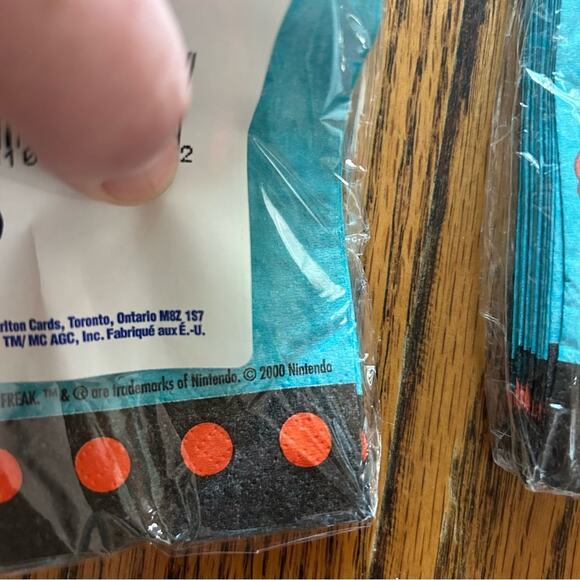 2
rlton Cards, Toronto, Ontario M8Z 1S7
TM/ MC AGC, Inc. Fabriqué aux É.-U.
FREAK. ™ & ® are trademarks of Nintendo. © 2000 Nintendo